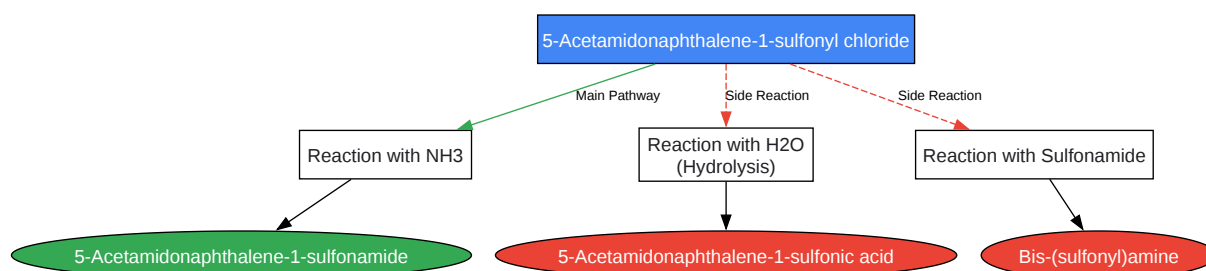 5-Acetamidonaphthalene-1-sulfonyl chloride
Main Pathway
Side Reaction
Side Reaction
Reaction with NH3
Reaction with H2O
(Hydrolysis)
Reaction with Sulfonamide
5-Acetamidonaphthalene-1-sulfonamide
5-Acetamidonaphthalene-1-sulfonic acid
Bis-(sulfonyl)amine